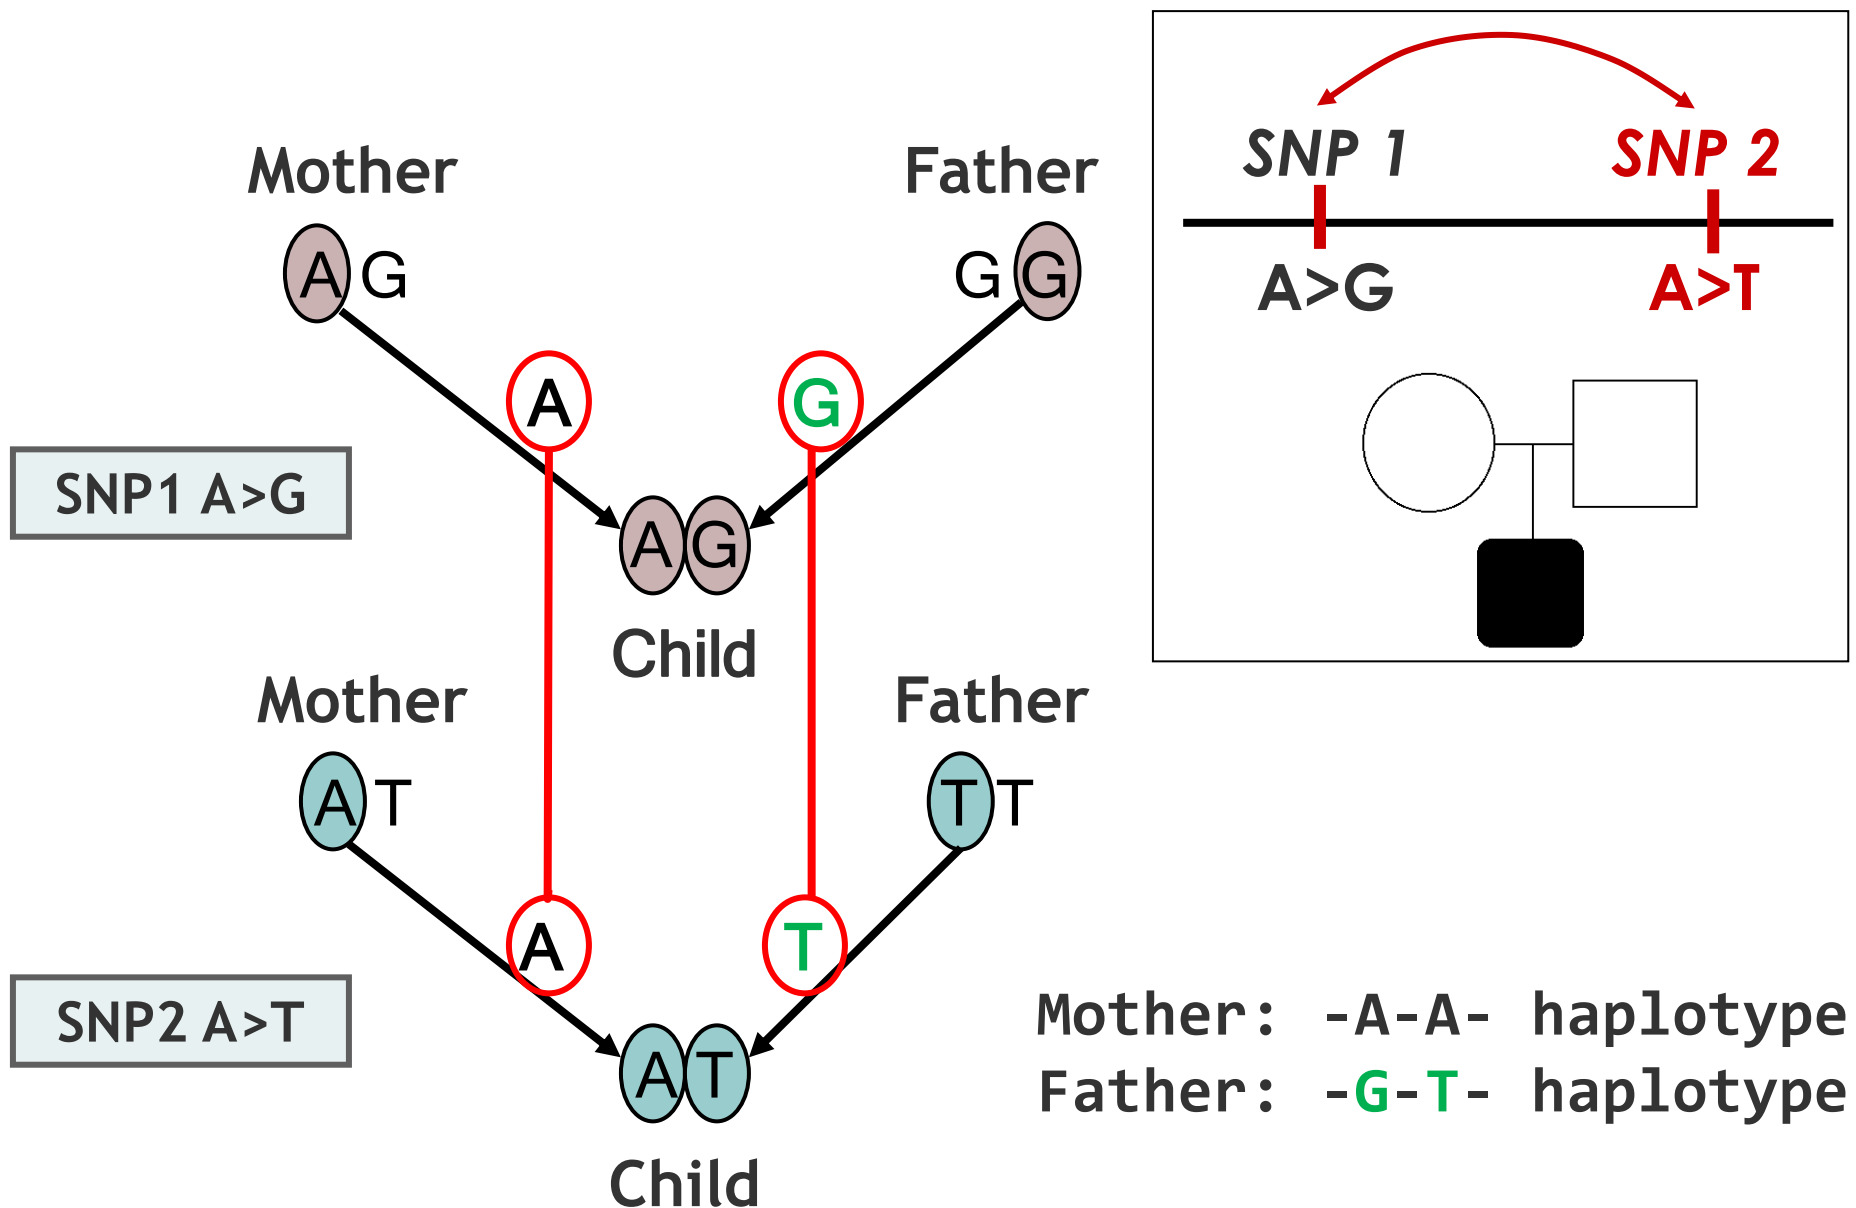 Mother
Father
A G
G G
A
G
SNP1 A>G
A G
Child
Mother
Father
A T
T T
A
T
SNP2 A>T
A T
Child
SNP 1
SNP 2
A>G
A>T
Mother: -A-A- haplotype
Father: -G-T- haplotype